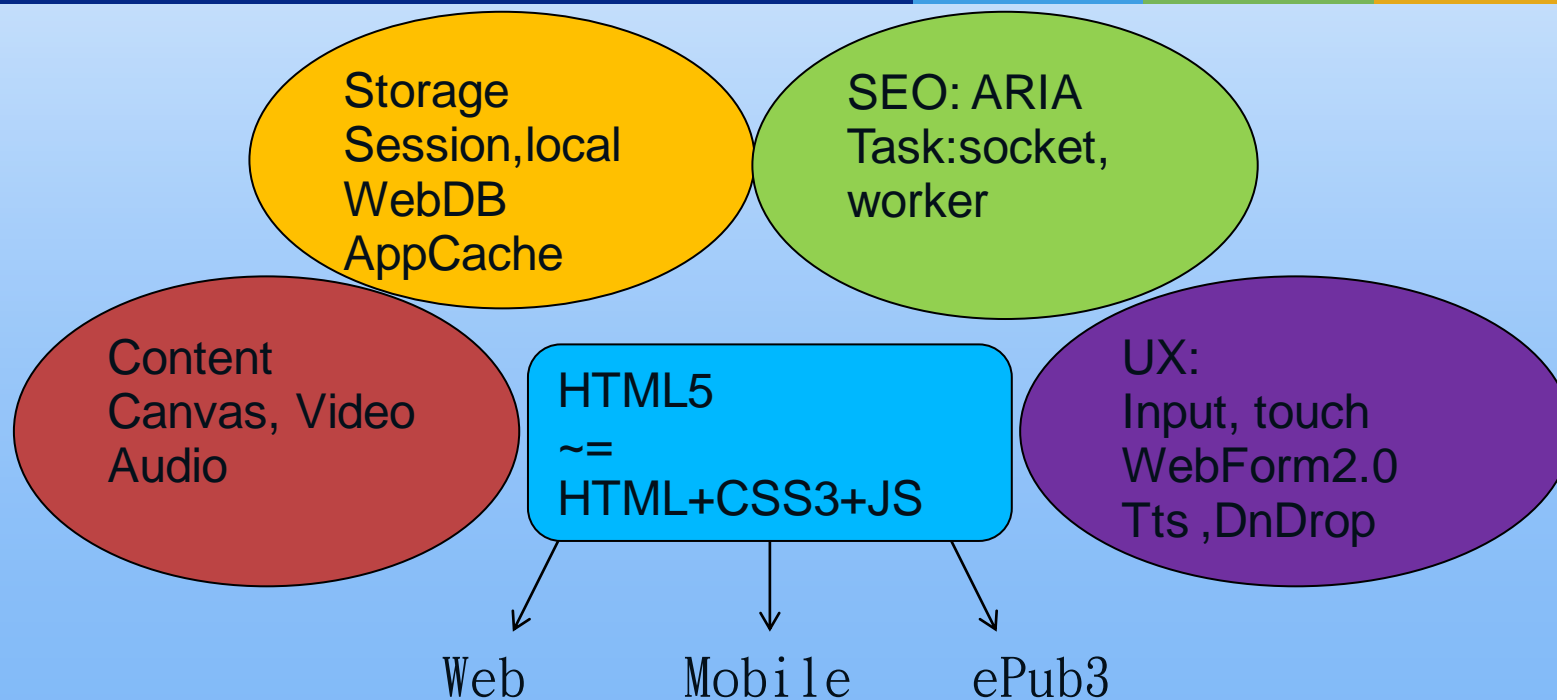 Storage
Session,local
WebDB
AppCache
SEO: ARIA
Task:socket,
worker
Content
Canvas, Video
Audio
HTML5
~=
HTML+CSS3+JS
UX:
Input, touch
WebForm2.0
Tts ,DnDrop
Web
Mobile
ePub3